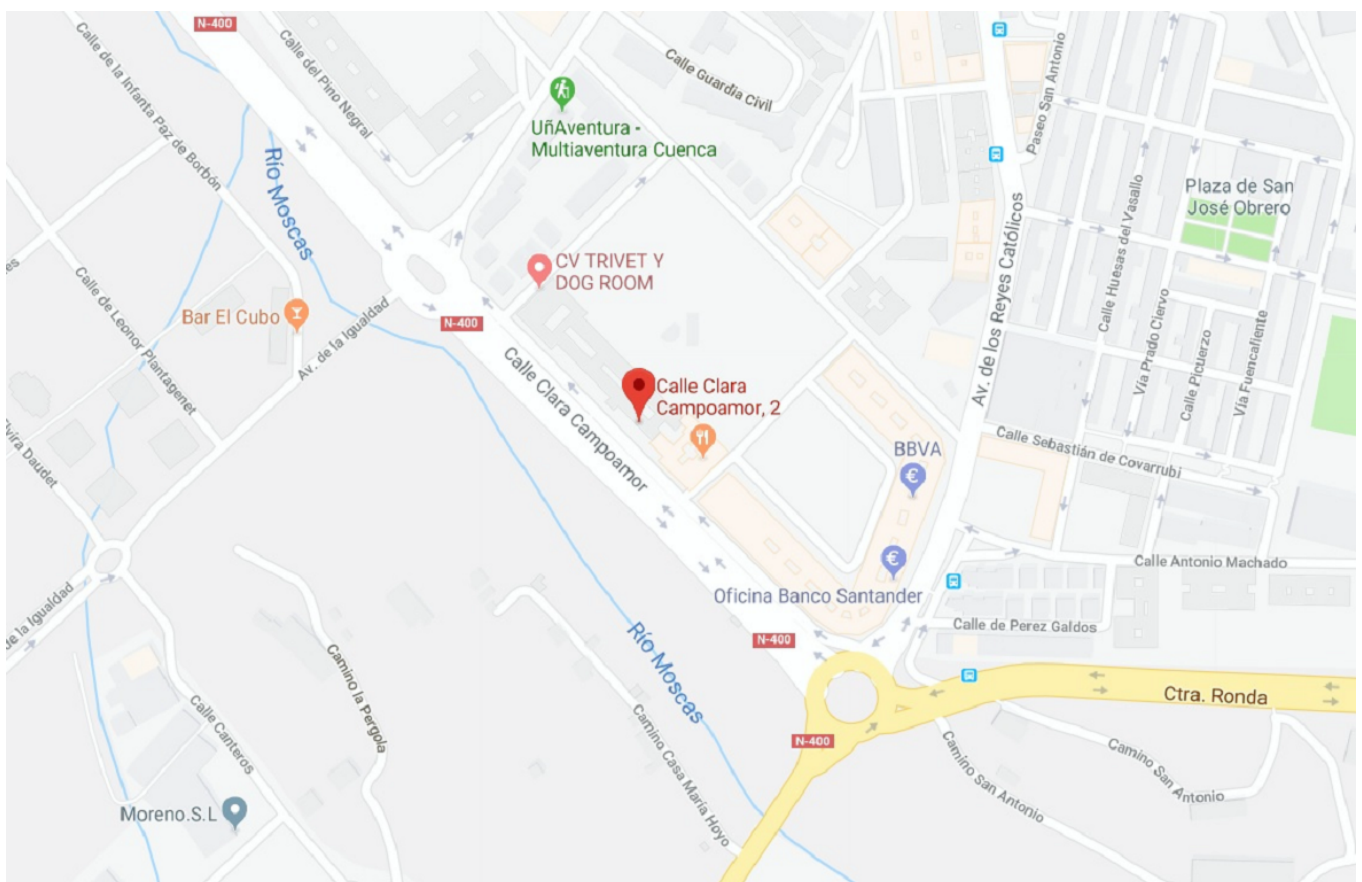 N-400
Calle de la Infanta Paz de Borbón
Calle del Pino Negral
Calle Guardia Civil
Paseo San Antonio
UñAventura -
Multiaventura Cuenca
Río Moscas
Plaza de San
José Obrero
Calle Huesas del Vasallo
Av. de los Reyes Católicos
CV TRIVET Y
DOG ROOM
Calle de Leonor Plantagenet
Bar El Cubo
Av. de la Igualdad
N-400
Vía Prado Ciervo
Calle Picuerzo
Vía Fuencaliente
Calle Clara Campoamor
Calle Clara
Campoamor, 2
Calle Sebastián de Covarrubi
BBVA
€
lvira Daudet
Calle Antonio Machado
€
Oficina Banco Santander
de la Igualdad
Calle de Perez Galdos
N-400
Río Moscas
Camino la Pergola
Ctra. Ronda
Calle Canteros
Camino Casa María Hoyo
N-400
Camino San Antonio
Camino San Antonio
Moreno.S.L